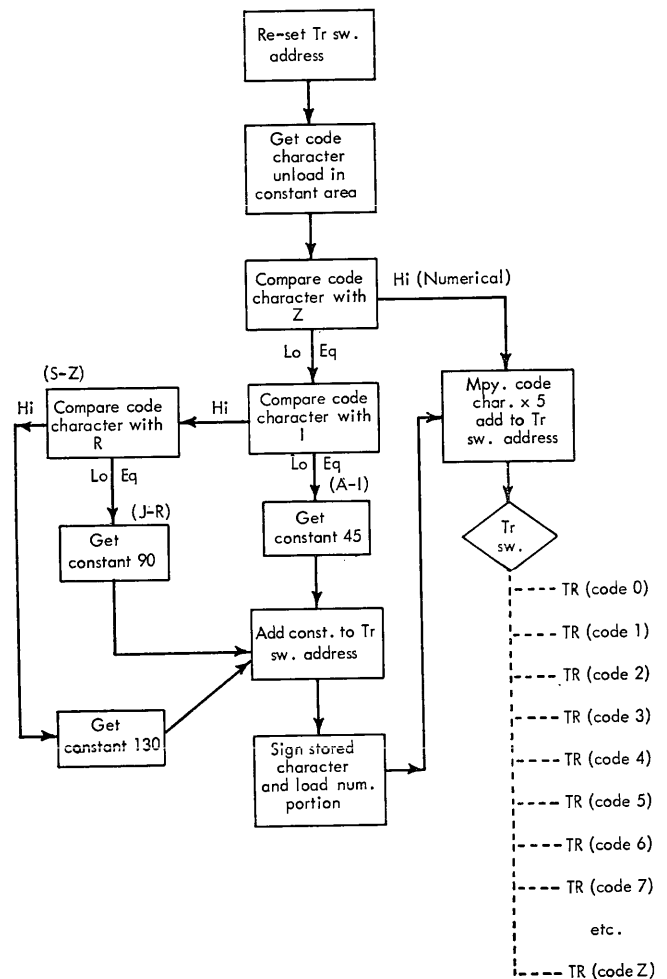 Re-set Tr sw.
address
Get code
character
unload in
constant area
Compare code
character with
Z
Hi (Numerical)
Lo Eq
Mpy. code
char. x 5
add to Tr
sw. address
(S-Z)
Hi
Compare code
character with
R
Hi
Compare code
character with
I
Lo Eq
(J-R)
Lo Eq
(A-I)
Get
constant 90
Get
constant 45
Tr
sw.
Add const. to Tr
sw. address
Get
constant 130
Sign stored
character
and load num.
portion
TR (code 0)
TR (code 1)
TR (code 2)
TR (code 3)
TR (code 4)
TR (code 5)
TR (code 6)
TR (code 7)
etc.
TR (code Z)